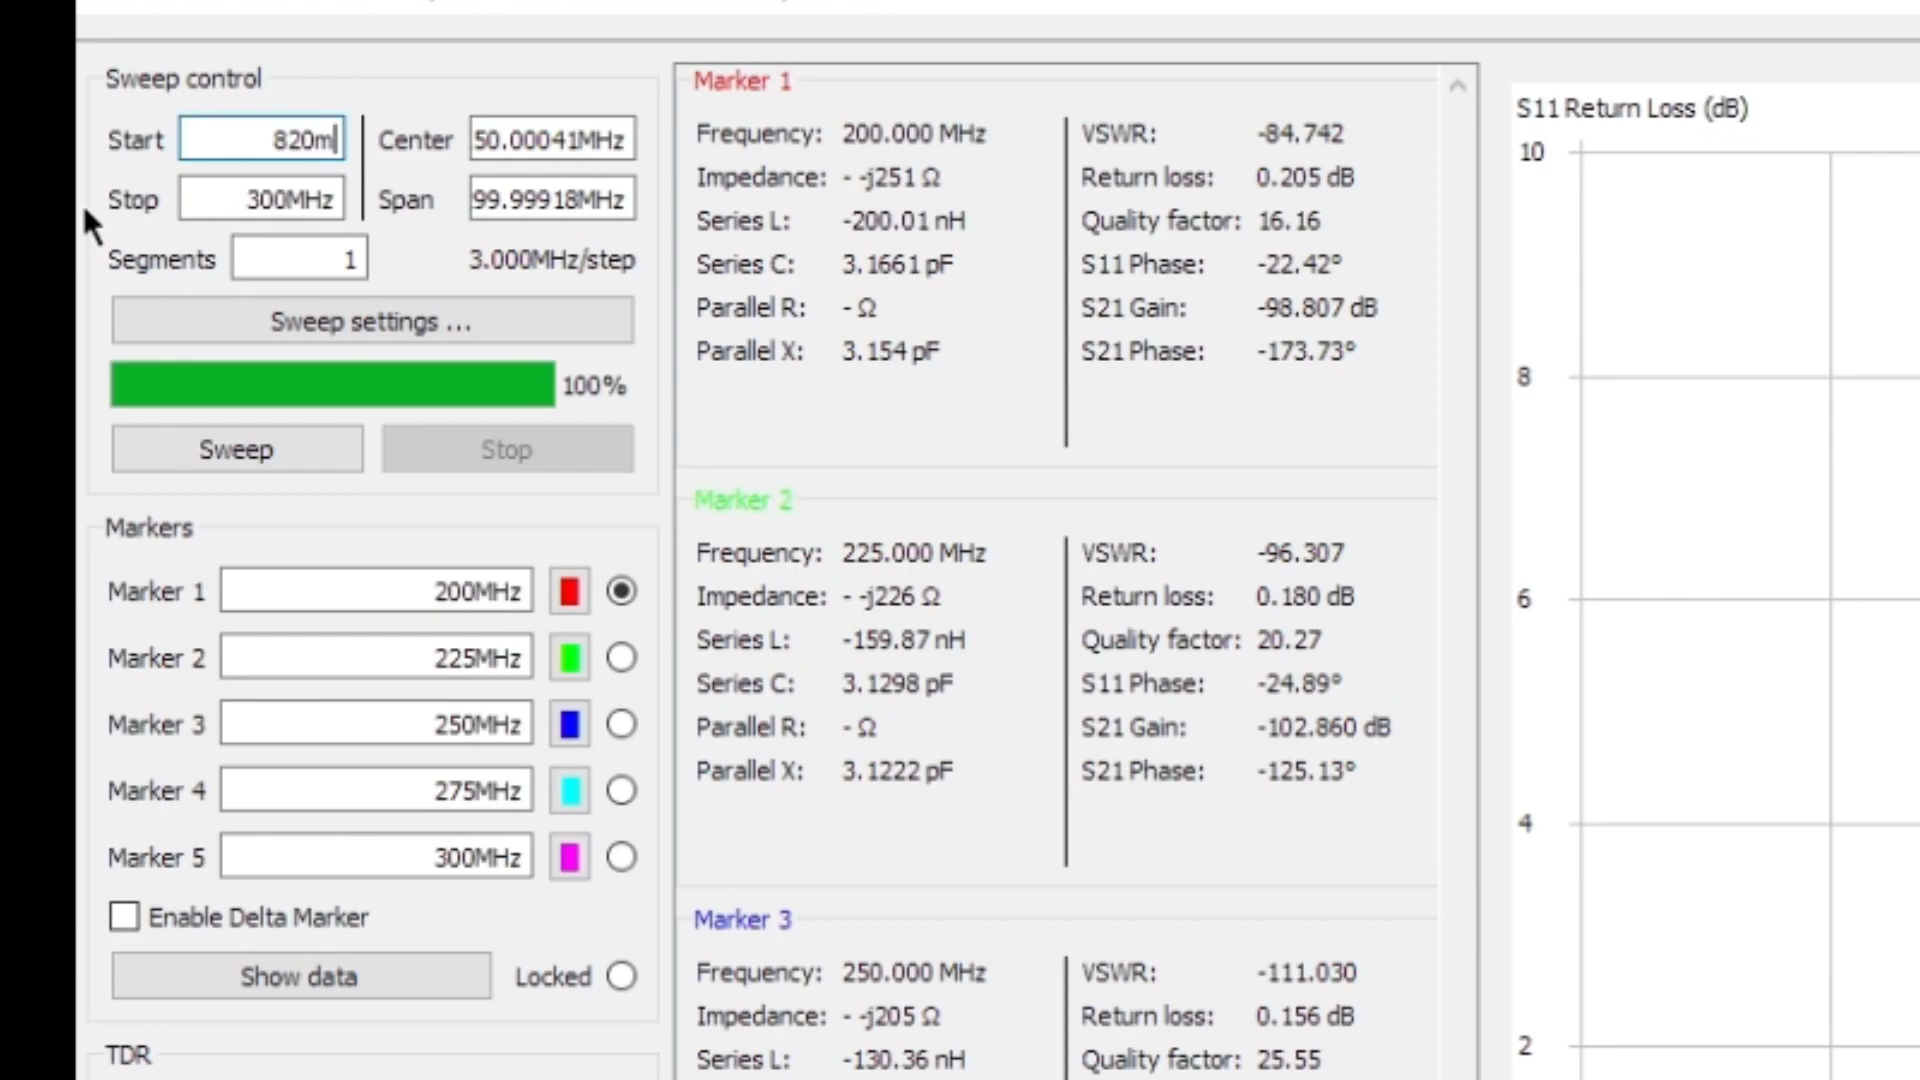 Sweep control
Start 820m Center 50.00041MHz
Stop 300MHz Span 99.99918MHz
Segments 1 3.000MHz/step
Sweep settings ...
100%
Sweep Stop
Markers
Marker 1 200MHz
Marker 2 225MHz
Marker 3 250MHz
Marker 4 275MHz
Marker 5 300MHz
Enable Delta Marker
Show data Locked
TDR
Marker 1
Frequency: 200.000 MHz
Impedance: - -j251 Ω
Series L: -200.01 nH
Series C: 3.1661 pF
Parallel R: - Ω
Parallel X: 3.154 pF
VSWR: -84.742
Return loss: 0.205 dB
Quality factor: 16.16
S11 Phase: -22.42°
S21 Gain: -98.807 dB
S21 Phase: -173.73°
Marker 2
Frequency: 225.000 MHz
Impedance: - -j226 Ω
Series L: -159.87 nH
Series C: 3.1298 pF
Parallel R: - Ω
Parallel X: 3.1222 pF
VSWR: -96.307
Return loss: 0.180 dB
Quality factor: 20.27
S11 Phase: -24.89°
S21 Gain: -102.860 dB
S21 Phase: -125.13°
Marker 3
Frequency: 250.000 MHz
Impedance: - -j205 Ω
Series L: -130.36 nH
VSWR: -111.030
Return loss: 0.156 dB
Quality factor: 25.55
S11 Return Loss (dB)
10
8
6
4
2